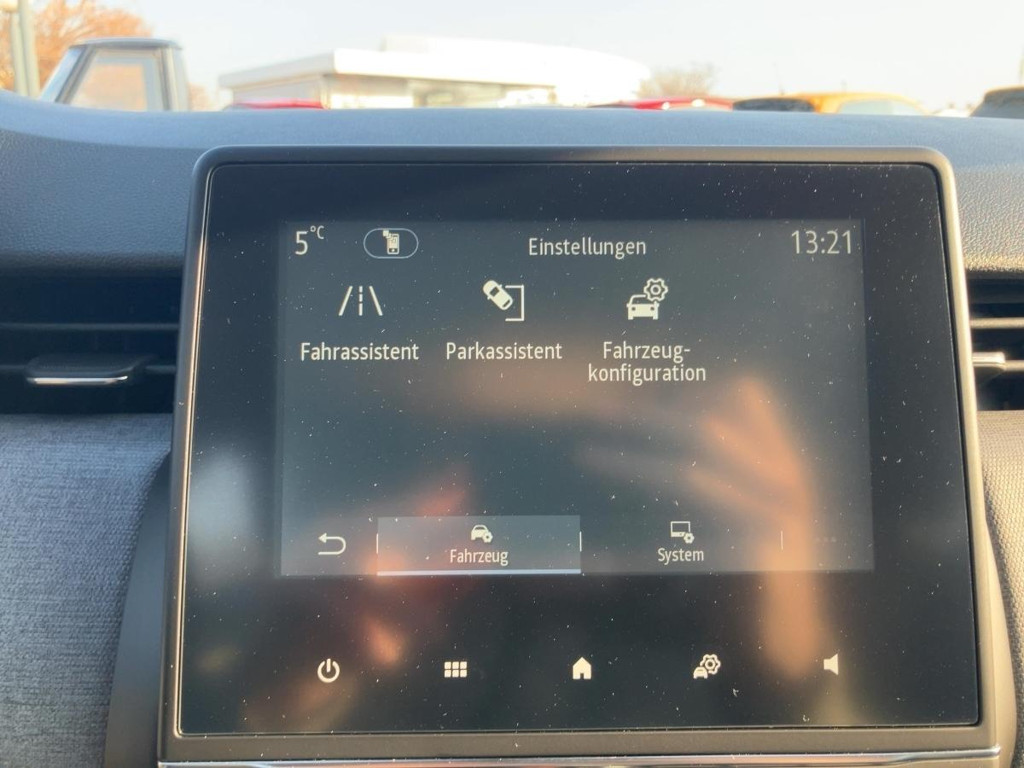 5°C
Einstellungen
13:21
Fahrassistent
Parkassistent
Fahrzeug-
konfiguration
Fahrzeug
System